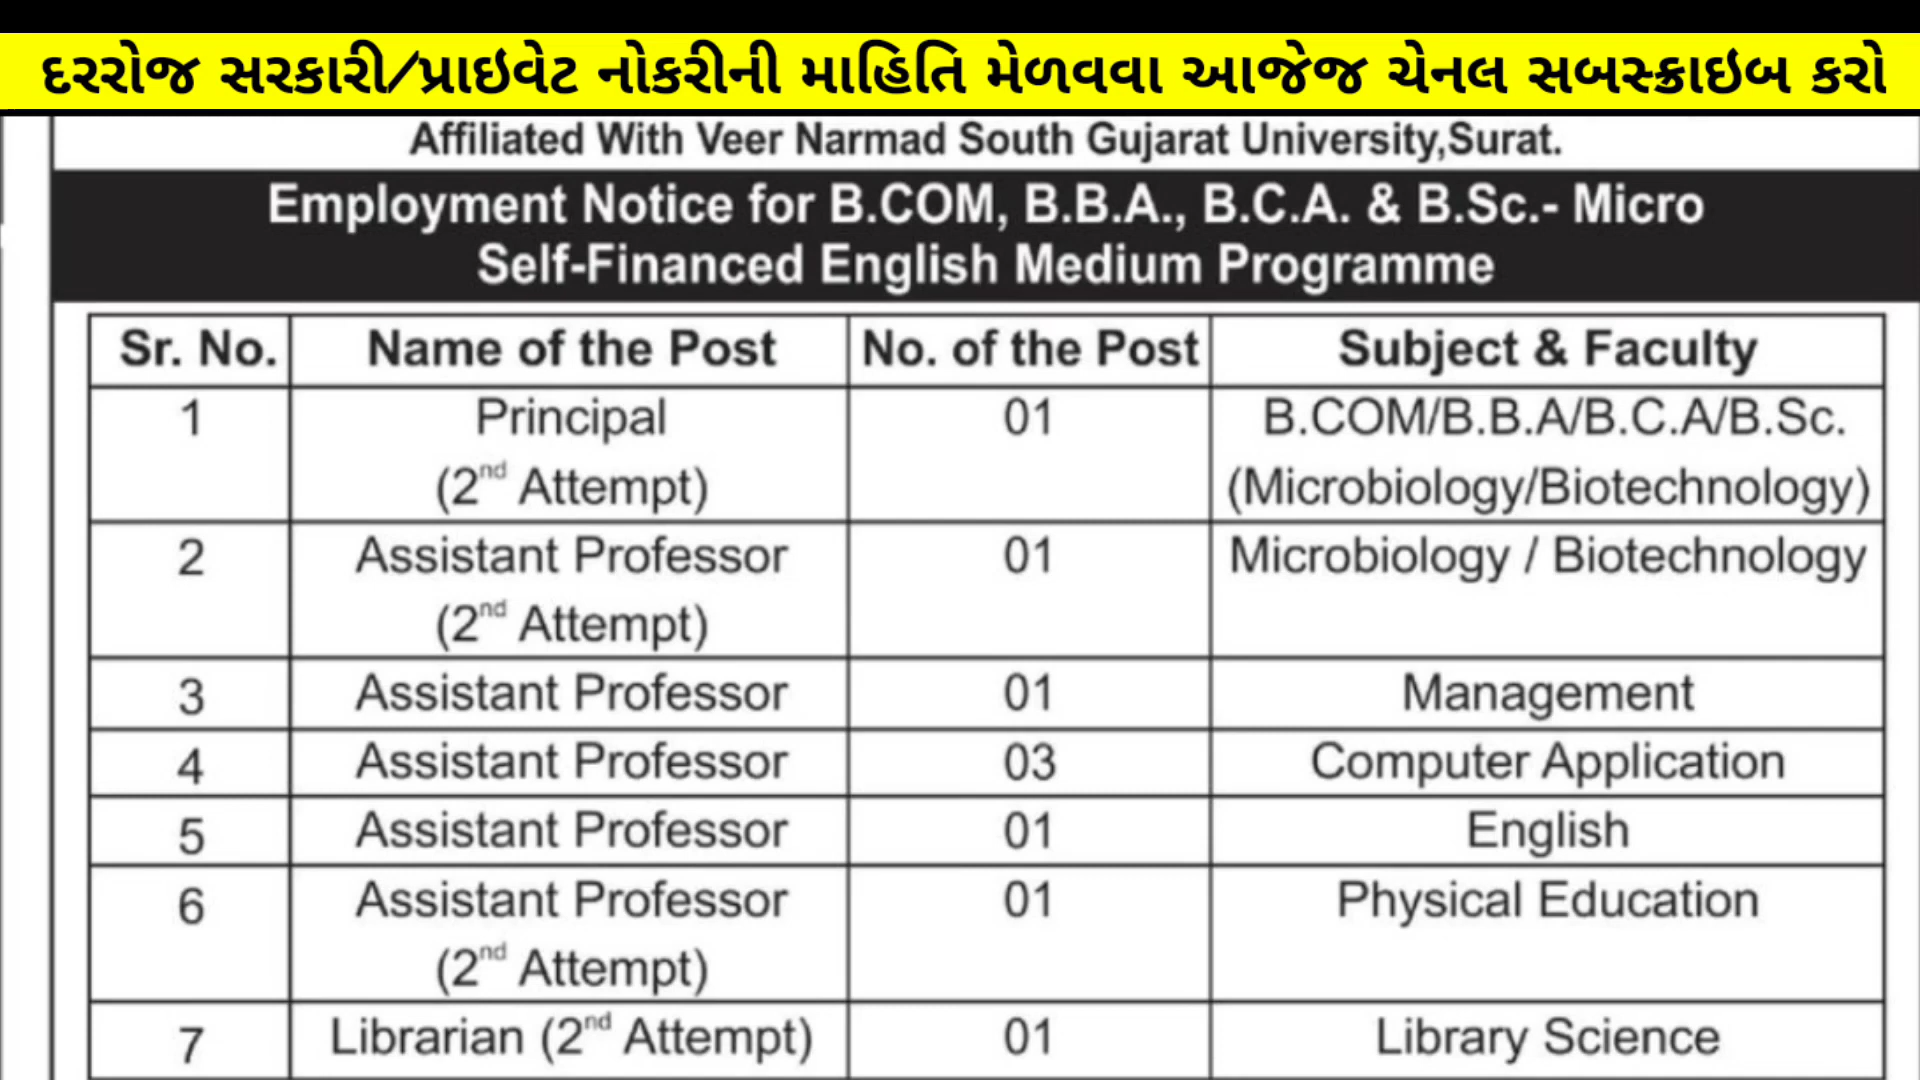 દરરોજ સરકારી/પ્રાઇવેટ નોકરીની માહિતિ મેળવવા આજેજ ચેનલ સબસ્ક્રાઇબ કરો
Affiliated With Veer Narmad South Gujarat University,Surat.
Employment Notice for B.COM, B.B.A., B.C.A. & B.Sc.- Micro
Self-Financed English Medium Programme
Sr. No. Name of the Post No. of the Post Subject & Faculty
1 Principal 01 B.COM/B.B.A/B.C.A/B.Sc.
(2nd Attempt) (Microbiology/Biotechnology)
2 Assistant Professor 01 Microbiology / Biotechnology
(2nd Attempt)
3 Assistant Professor 01 Management
4 Assistant Professor 03 Computer Application
5 Assistant Professor 01 English
6 Assistant Professor 01 Physical Education
(2nd Attempt)
7 Librarian (2nd Attempt) 01 Library Science